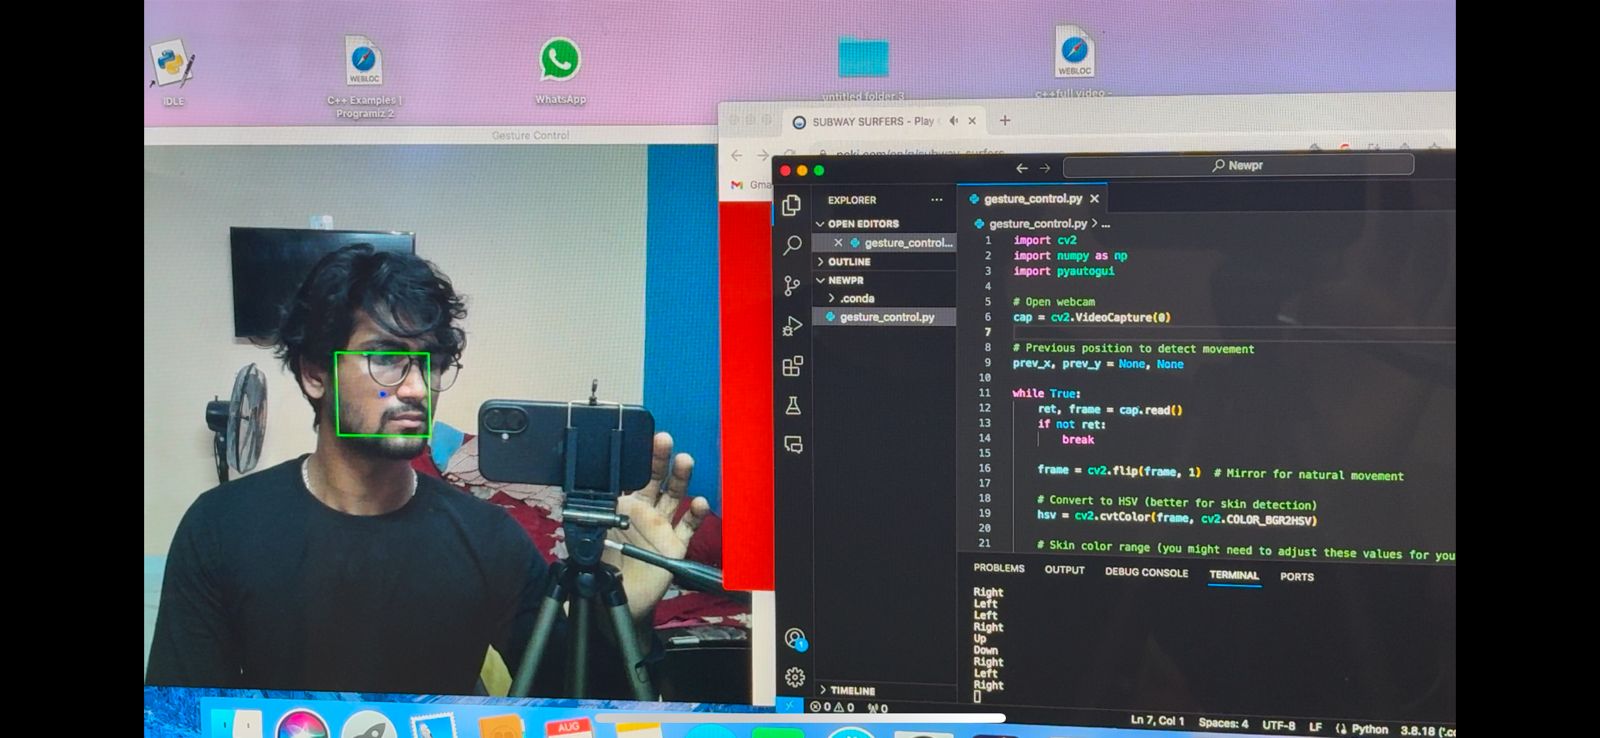 IDLE
WEBLOC
C++ Examples |
Programiz 2
WhatsApp
untitled folder 3
WEBLOC
c++full video -
Gesture Control
SUBWAY SURFERS - Play
poki.com/en/g/subway-surfers
Gma
Newpr
EXPLORER
OPEN EDITORS
gesture_control...
OUTLINE
NEWPR
.conda
gesture_control.py
TIMELINE
gesture_control.py
gesture_control.py > ...
1 import cv2
2 import numpy as np
3 import pyautogui
4
5 # Open webcam
6 cap = cv2.VideoCapture(0)
7
8 # Previous position to detect movement
9 prev_x, prev_y = None, None
10
11 while True:
12 ret, frame = cap.read()
13 if not ret:
14 break
15
16 frame = cv2.flip(frame, 1) # Mirror for natural movement
17
18 # Convert to HSV (better for skin detection)
19 hsv = cv2.cvtColor(frame, cv2.COLOR_BGR2HSV)
20
21 # Skin color range (you might need to adjust these values for you
PROBLEMS OUTPUT DEBUG CONSOLE TERMINAL PORTS
Right
Left
Left
Right
Up
Down
Right
Left
Right
1
0 0 0
Ln 7, Col 1 Spaces: 4 UTF-8 LF Python 3.8.18 ('.co
AUG